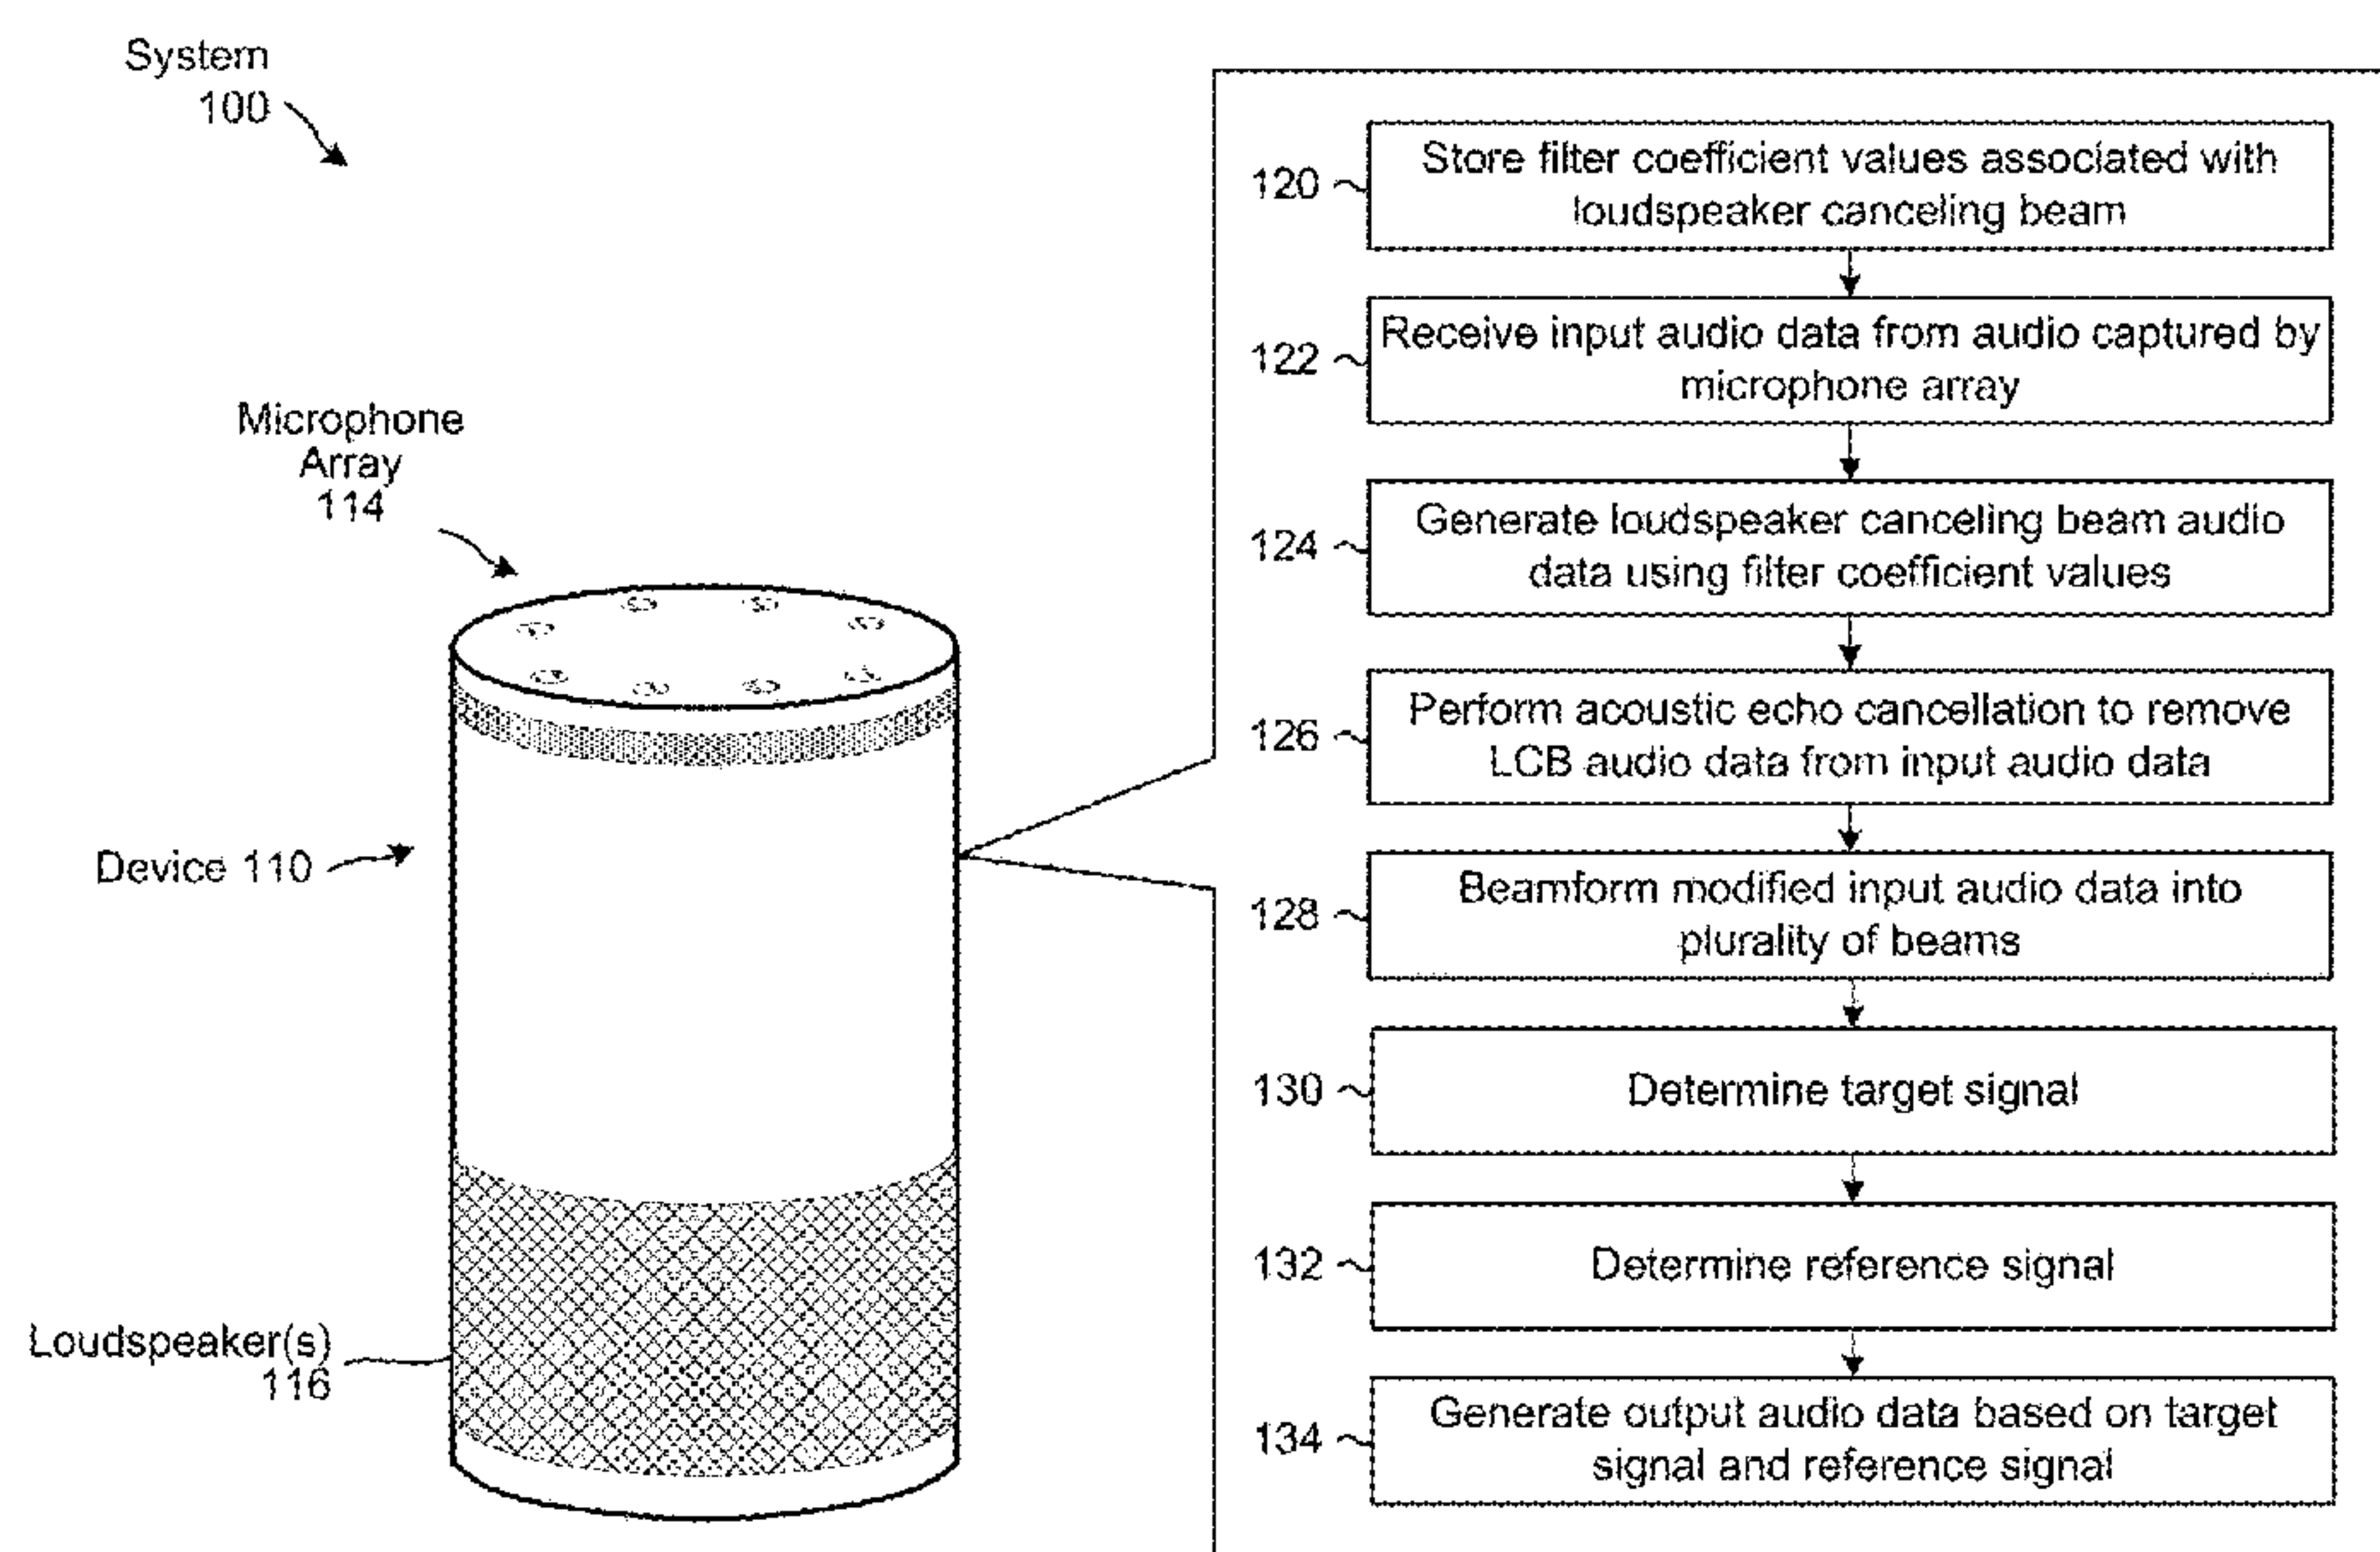 System
100
Microphone
Array
114
Device 110
Loudspeaker(s)
116
120
Store filter coefficient values associated with
loudspeaker canceling beam
122
Receive input audio data from audio captured by
microphone array
124
Generate loudspeaker canceling beam audio
data using filter coefficient values
126
Perform acoustic echo cancellation to remove
LCB audio data from input audio data
128
Beamform modified input audio data into
plurality of beams
130
Determine target signal
132
Determine reference signal
134
Generate output audio data based on target
signal and reference signal